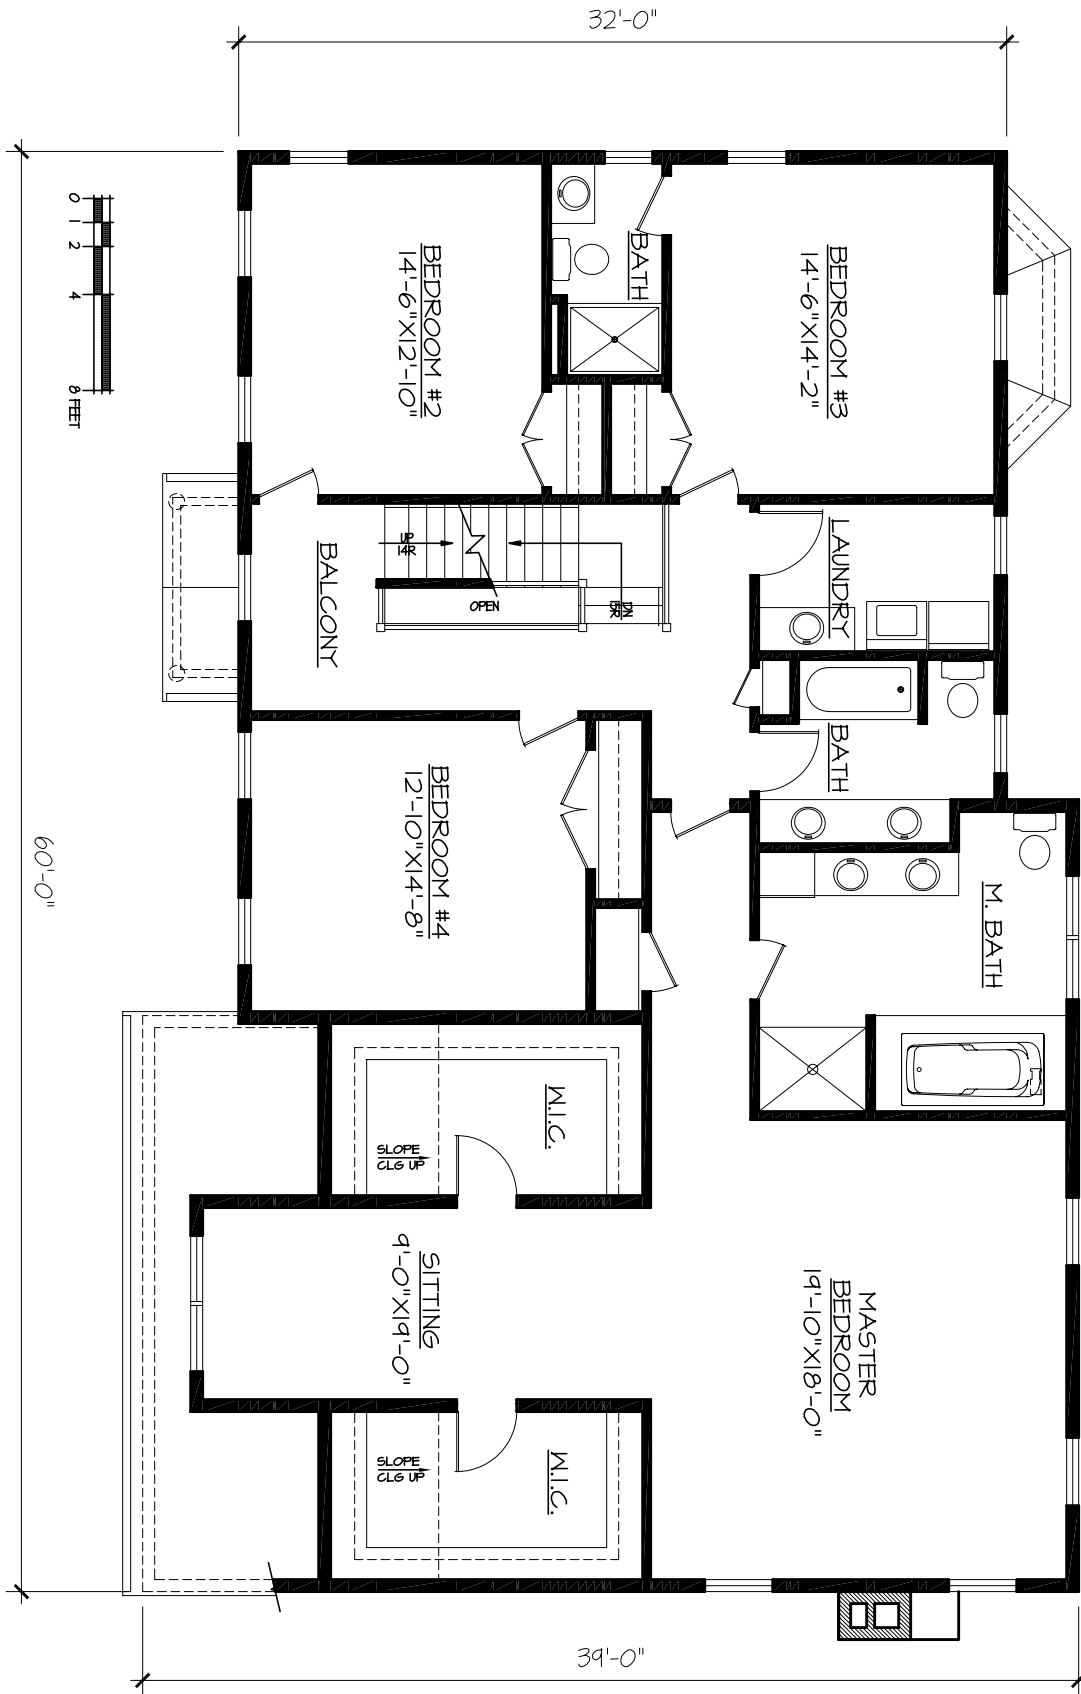 32'-0"
60'-0"
39'-0"
0 1 2 4 8 FEET
BEDROOM #2
14'-6"X12'-10"
BATH
BEDROOM #3
14'-6"X14'-2"
BALCONY
UP
14R
OPEN
DN
15R
LAUNDRY
BATH
BEDROOM #4
12'-10"X14'-8"
M. BATH
W.I.C.
SLOPE
CLG UP
SITTING
9'-0"X19'-0"
MASTER
BEDROOM
19'-10"X18'-0"
W.I.C.
SLOPE
CLG UP